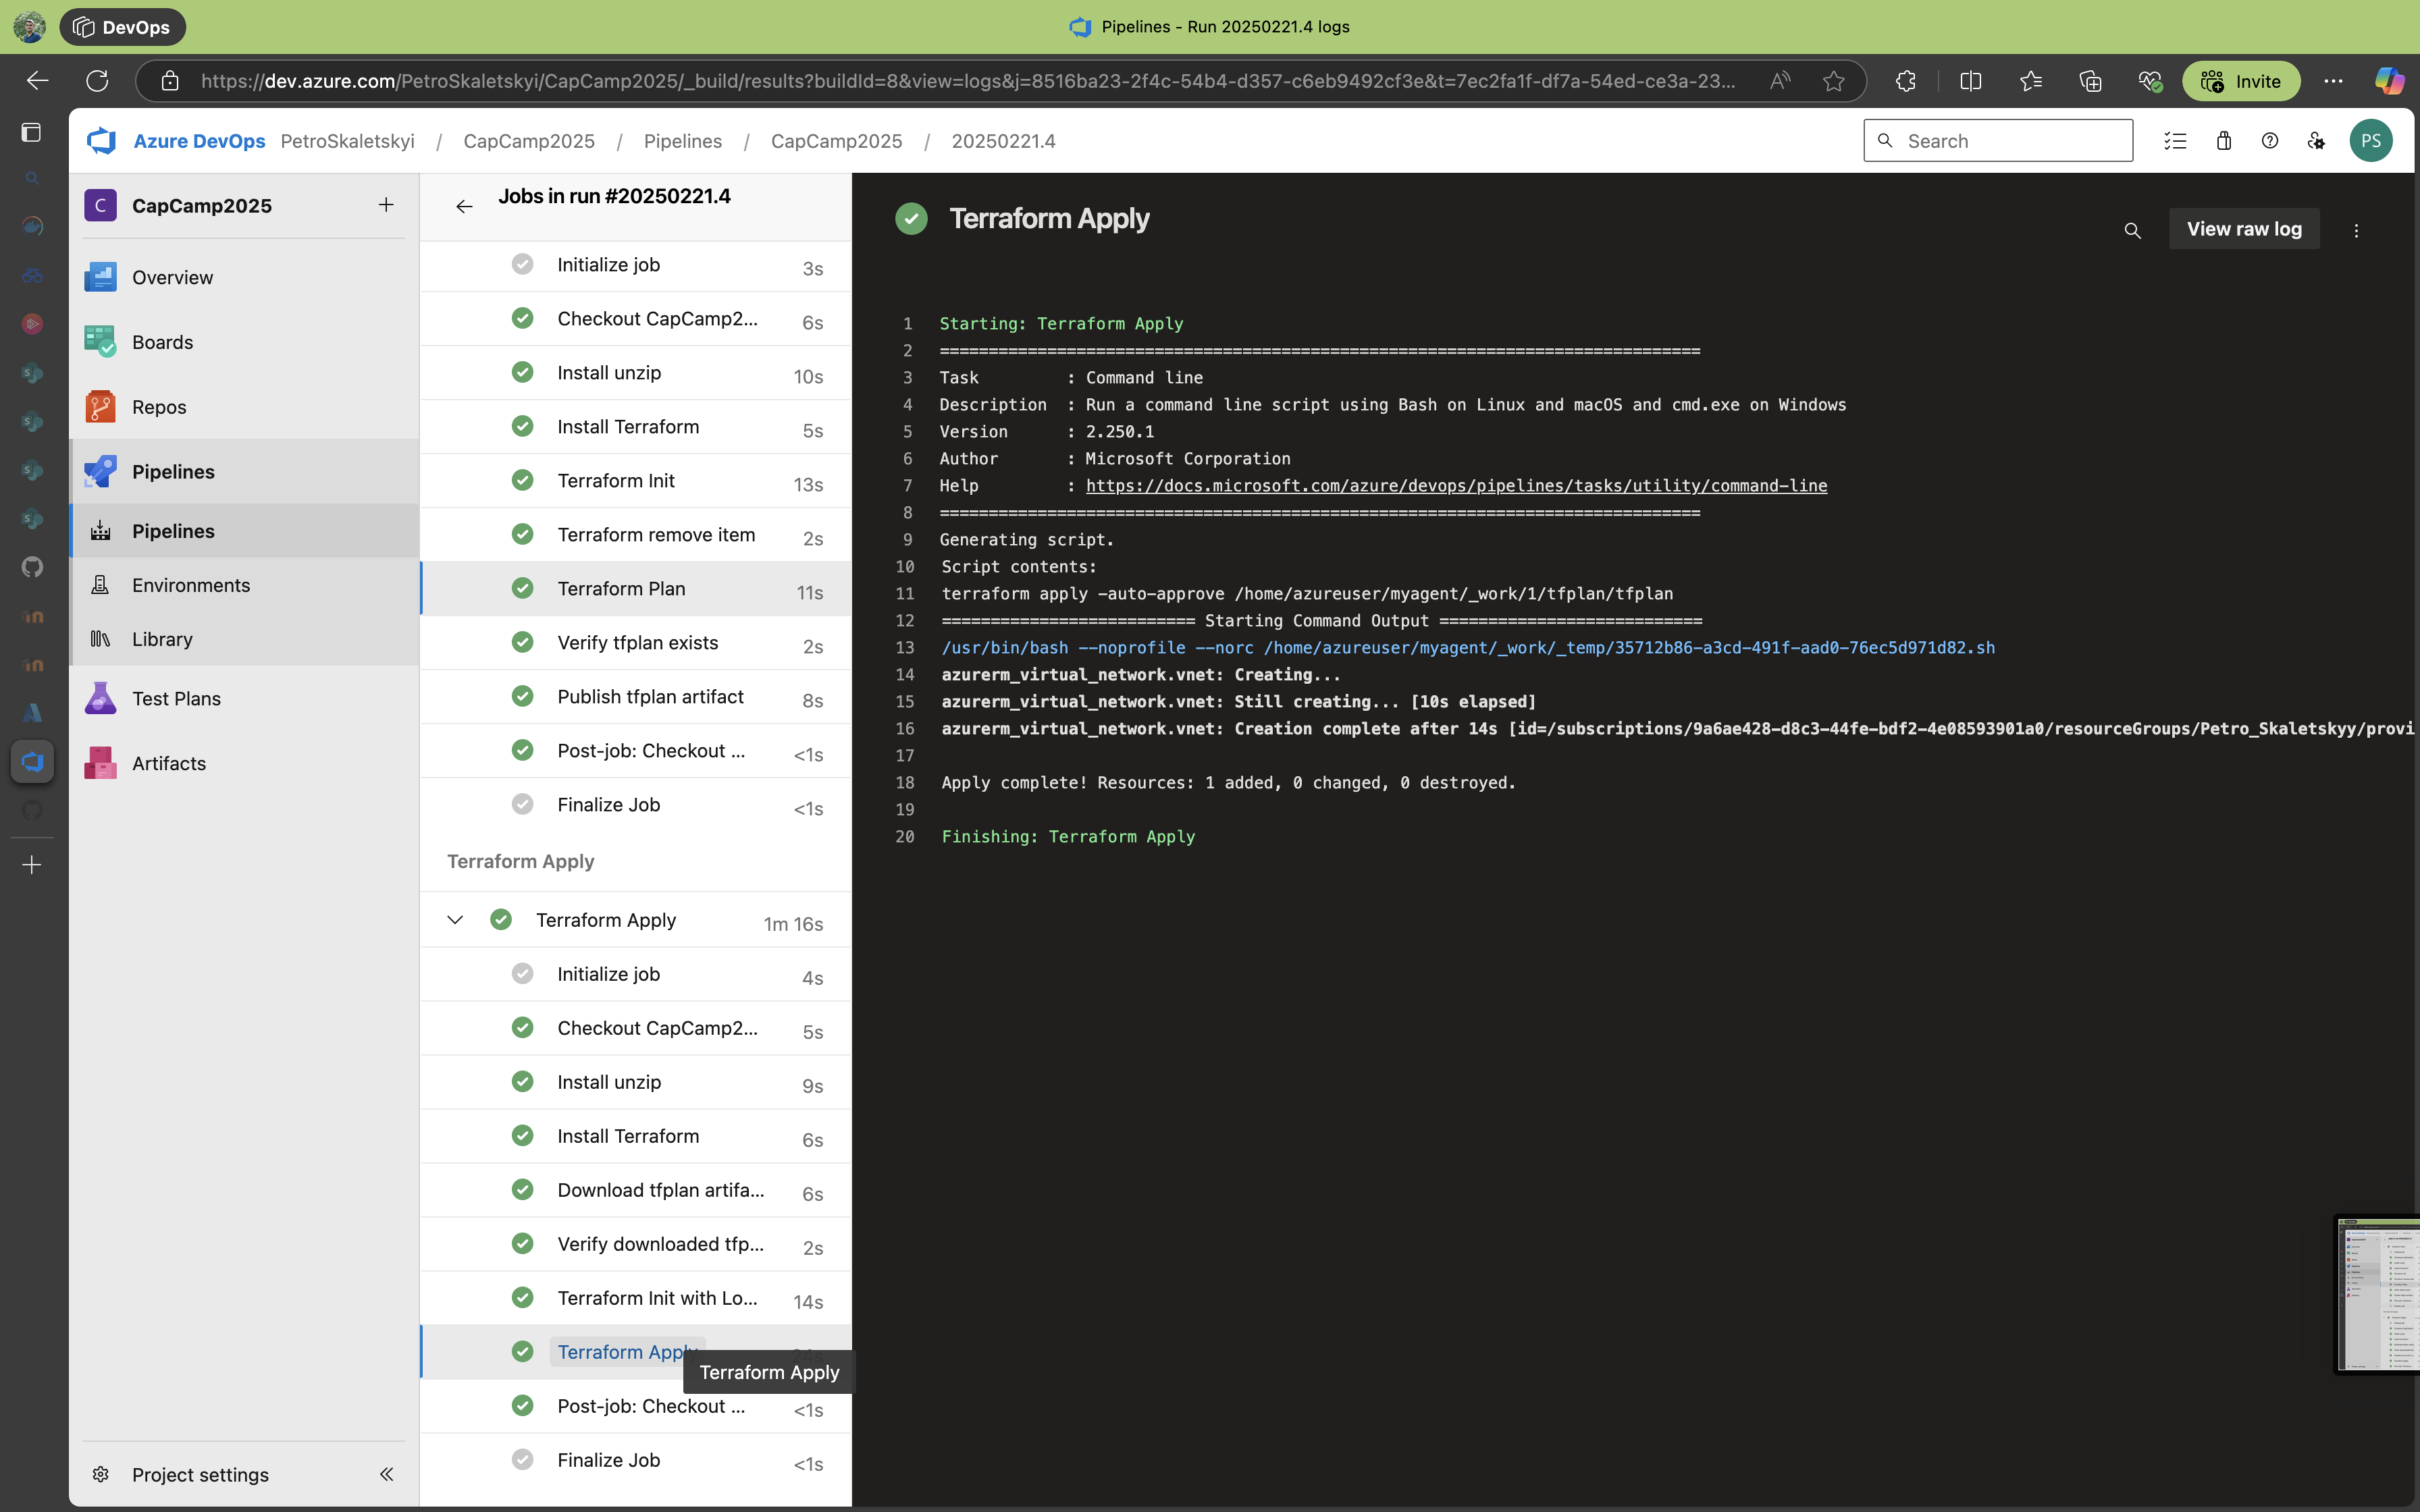 DevOps
Pipelines - Run 20250221.4 logs
https://dev.azure.com/PetroSkaletskyi/CapCamp2025/_build/results?buildId=8&view=logs&j=8516ba23-2f4c-54b4-d357-c6eb9492cf3e&t=7ec2fa1f-df7a-54ed-ce3a-23...
Invite
Azure DevOps PetroSkaletskyi / CapCamp2025 / Pipelines / CapCamp2025 / 20250221.4
Search
PS
C CapCamp2025
Overview
Boards
Repos
Pipelines
Pipelines
Environments
Library
Test Plans
Artifacts
Project settings
Jobs in run #20250221.4
Initialize job 3s
Checkout CapCamp2... 6s
Install unzip 10s
Install Terraform 5s
Terraform Init 13s
Terraform remove item 2s
Terraform Plan 11s
Verify tfplan exists 2s
Publish tfplan artifact 8s
Post-job: Checkout ... <1s
Finalize Job <1s
Terraform Apply
Terraform Apply 1m 16s
Initialize job 4s
Checkout CapCamp2... 5s
Install unzip 9s
Install Terraform 6s
Download tfplan artifa... 6s
Verify downloaded tfp... 2s
Terraform Init with Lo... 14s
Terraform Apply
Terraform Apply
Post-job: Checkout ... <1s
Finalize Job <1s
Terraform Apply
View raw log
1 Starting: Terraform Apply
2 ==============================================================================
3 Task         : Command line
4 Description  : Run a command line script using Bash on Linux and macOS and cmd.exe on Windows
5 Version      : 2.250.1
6 Author       : Microsoft Corporation
7 Help         : https://docs.microsoft.com/azure/devops/pipelines/tasks/utility/command-line
8 ==============================================================================
9 Generating script.
10 Script contents:
11 terraform apply -auto-approve /home/azureuser/myagent/_work/1/tfplan/tfplan
12 ========================== Starting Command Output ===========================
13 /usr/bin/bash --noprofile --norc /home/azureuser/myagent/_work/_temp/35712b86-a3cd-491f-aad0-76ec5d971d82.sh
14 azurerm_virtual_network.vnet: Creating...
15 azurerm_virtual_network.vnet: Still creating... [10s elapsed]
16 azurerm_virtual_network.vnet: Creation complete after 14s [id=/subscriptions/9a6ae428-d8c3-44fe-bdf2-4e08593901a0/resourceGroups/Petro_Skaletskyy/provi
17
18 Apply complete! Resources: 1 added, 0 changed, 0 destroyed.
19
20 Finishing: Terraform Apply